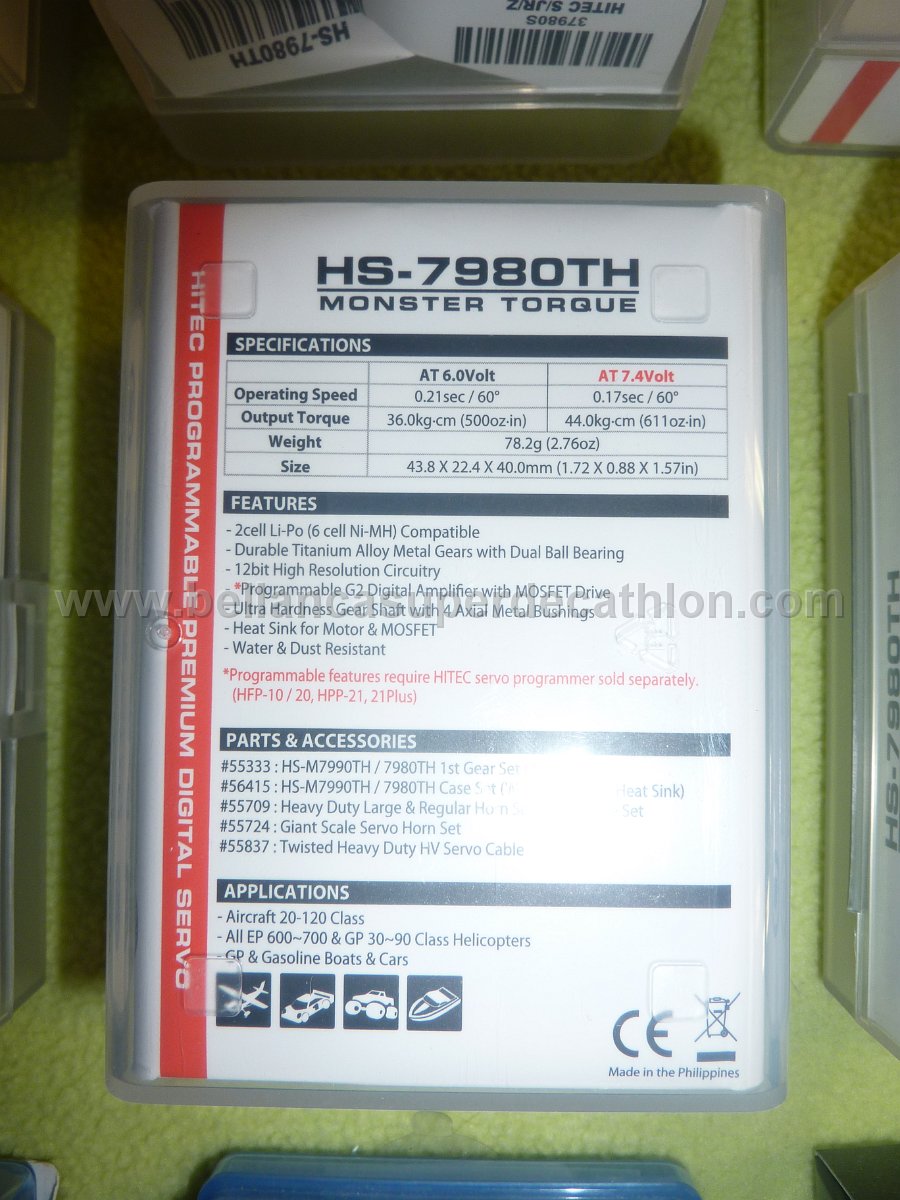 HS-7980TH
37980S
HITEC S/JR/Z
HITEC PROGRAMMABLE PREMIUM DIGITAL SERVO
HS-7980TH
MONSTER TORQUE
SPECIFICATIONS
AT 6.0Volt AT 7.4Volt
Operating Speed 0.21sec / 60° 0.17sec / 60°
Output Torque 36.0kg·cm (500oz·in) 44.0kg·cm (611oz·in)
Weight 78.2g (2.76oz)
Size 43.8 X 22.4 X 40.0mm (1.72 X 0.88 X 1.57in)
FEATURES
- 2cell Li-Po (6 cell Ni-MH) Compatible
- Durable Titanium Alloy Metal Gears with Dual Ball Bearing
- 12bit High Resolution Circuitry
*Programmable G2 Digital Amplifier with MOSFET Drive
- Ultra Hardness Gear Shaft with 4 Axial Metal Bushings
- Heat Sink for Motor & MOSFET
- Water & Dust Resistant
*Programmable features require HITEC servo programmer sold separately.
(HFP-10 / 20, HPP-21, 21Plus)
PARTS & ACCESSORIES
#55333 : HS-M7990TH / 7980TH 1st Gear Set
#56415 : HS-M7990TH / 7980TH Case Set Heat Sink)
#55709 : Heavy Duty Large & Regular Horn Set
#55724 : Giant Scale Servo Horn Set
#55837 : Twisted Heavy Duty HV Servo Cable
APPLICATIONS
- Aircraft 20-120 Class
- All EP 600~700 & GP 30~90 Class Helicopters
- GP & Gasoline Boats & Cars
CE
Made in the Philippines
HS-7980TH
www.bellancasuperdecathlon.com